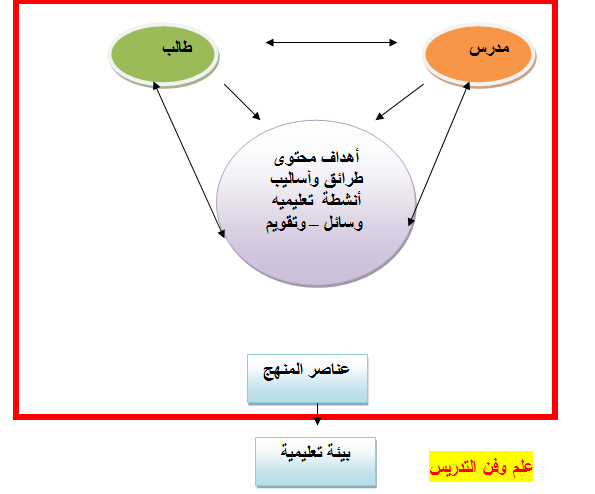 مدرس
طالب
أهداف محتوى
طرائق وأساليب
أنشطة تعليميه
وسائل – وتقويم
عناصر المنهج
بيئة تعليمية
علم وفن التدريس